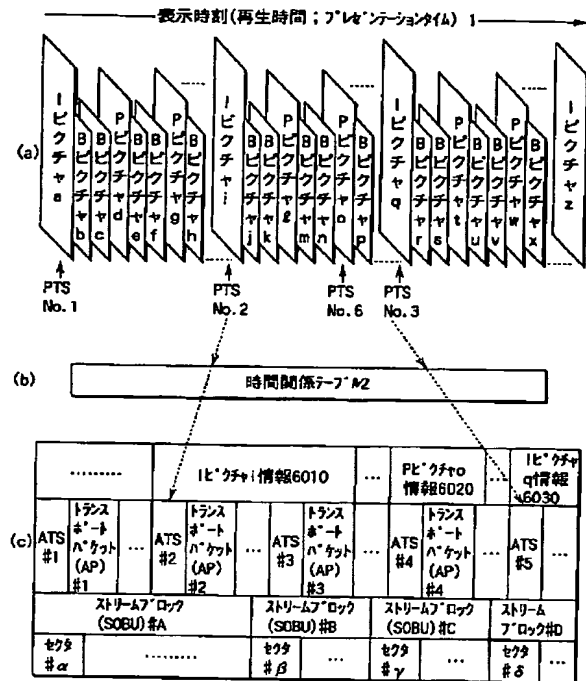 表示時刻(再生時間；プレゼンテーションタイム) 1
(a)
Iピクチャa
Bピクチャb
Bピクチャc
Pピクチャd
Bピクチャe
Bピクチャf
Pピクチャg
Bピクチャh
Iピクチャi
Bピクチャj
Bピクチャk
Pピクチャℓ
Bピクチャm
Bピクチャn
Pピクチャo
Bピクチャp
Iピクチャq
Bピクチャr
Bピクチャs
Pピクチャt
Bピクチャu
Bピクチャv
Pピクチャw
Bピクチャx
Iピクチャz
PTS No.1
PTS No.2
PTS No.6
PTS No.3
(b)
時間関係テーブル2
(c)
Iピクチャi情報6010
Pピクチャo
情報6020
Iピクチャ
q情報
6030
ATS
#1
トランス
ポート
パケット
(AP)
#1
ATS
#2
トランス
ポート
パケット
(AP)
#2
ATS
#3
トランス
ポート
パケット
(AP)
#3
ATS
#4
トランス
ポート
パケット
(AP)
#4
ATS
#5
ストリームブロック
(SOBU)#A
ストリームブロック
(SOBU)#B
ストリームブロック
(SOBU)#C
ストリーム
ブロック#D
セクタ
#α
セクタ
#β
セクタ
#γ
セクタ
#δ